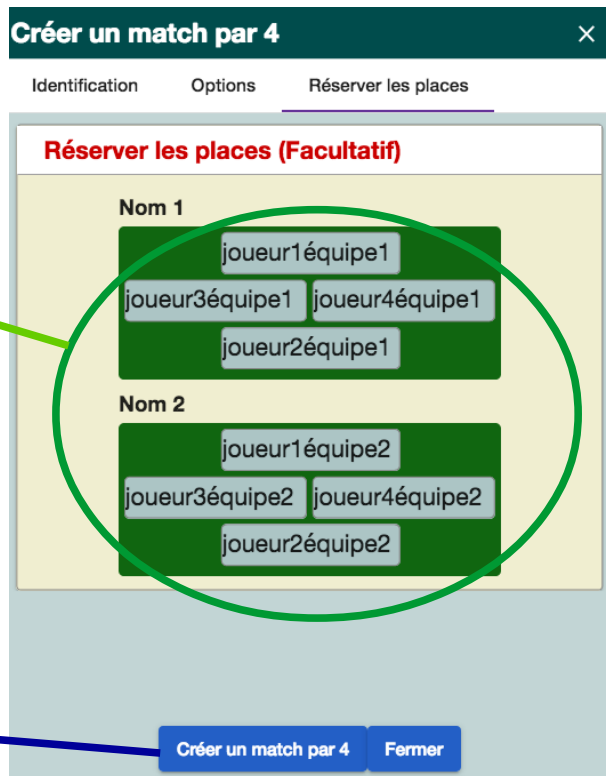 Créer un match par 4 ×
Identification Options Réserver les places
Réserver les places (Facultatif)
Nom 1
joueur1équipe1
joueur3équipe1 joueur4équipe1
joueur2équipe1
Nom 2
joueur1équipe2
joueur3équipe2 joueur4équipe2
joueur2équipe2
Créer un match par 4 Fermer